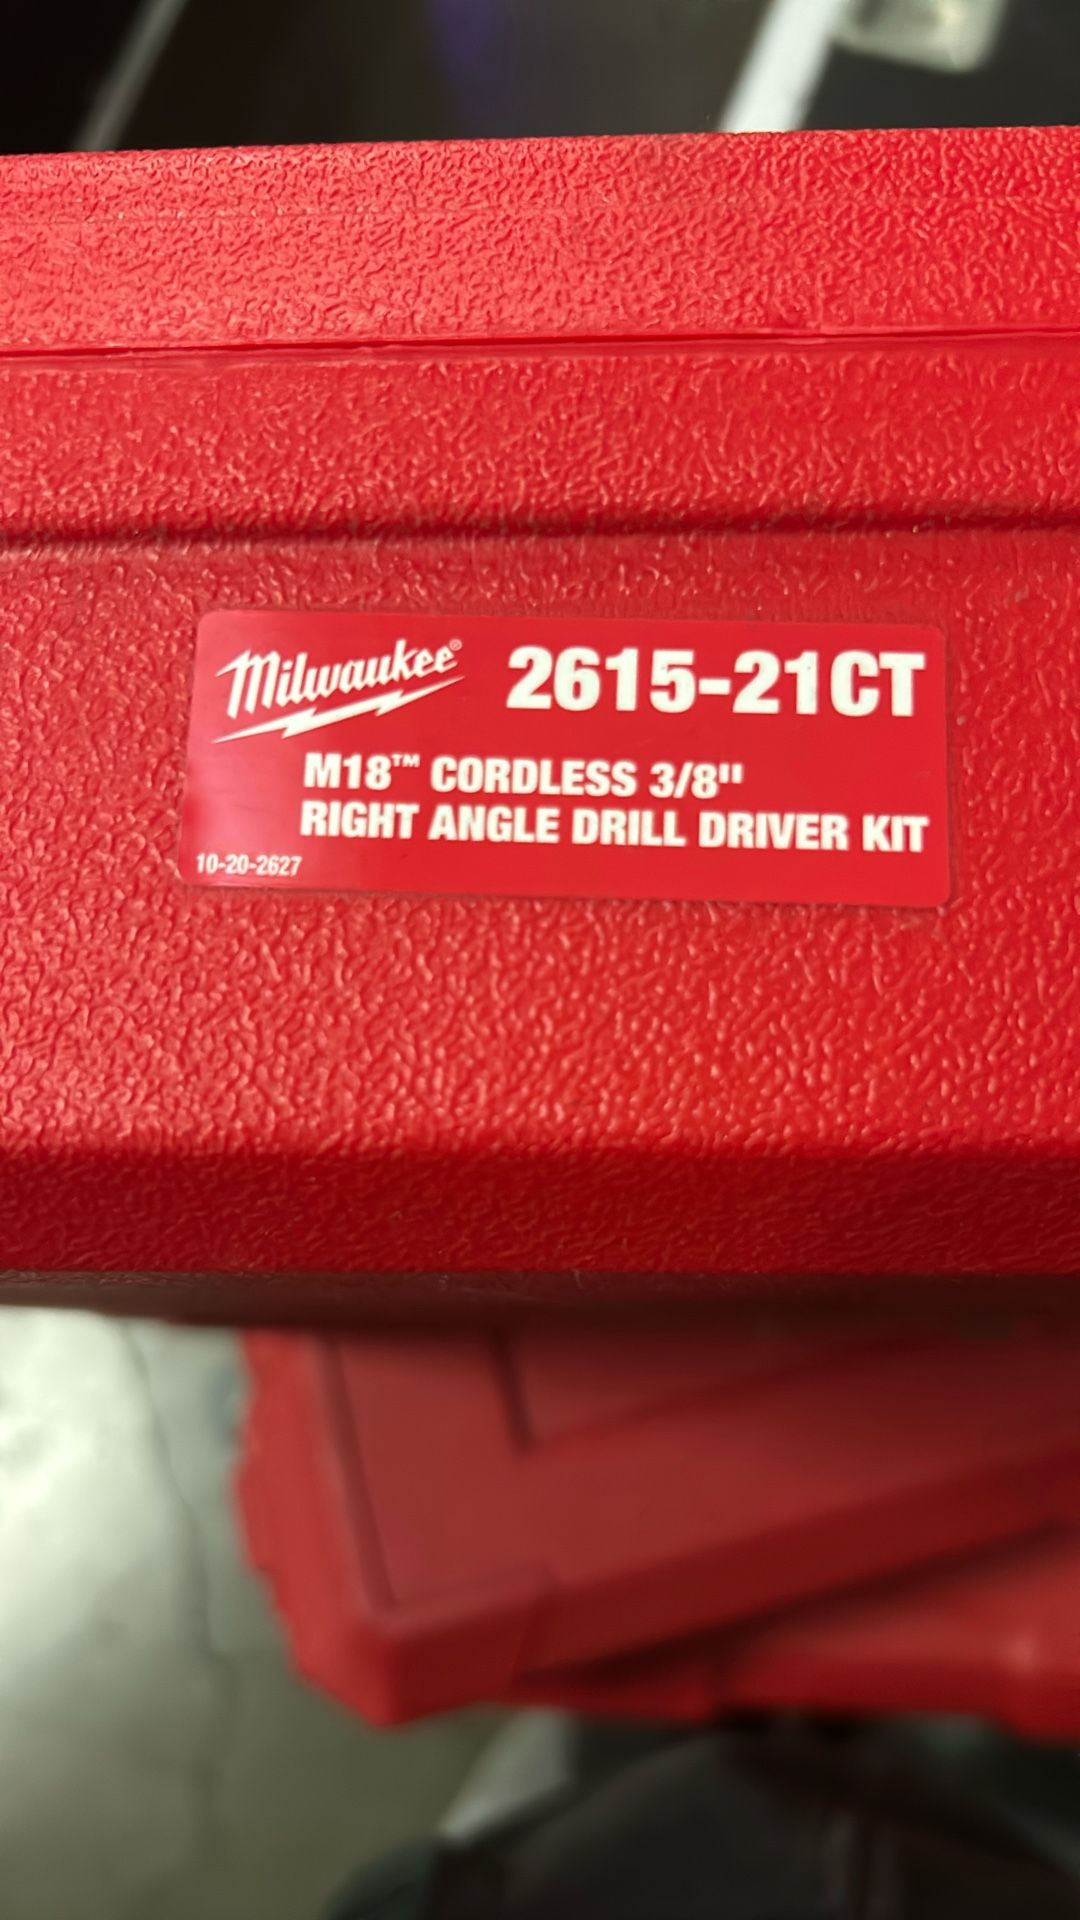 Milwaukee® 2615-21CT
M18™ CORDLESS 3/8"
RIGHT ANGLE DRILL DRIVER KIT
10-20-2627